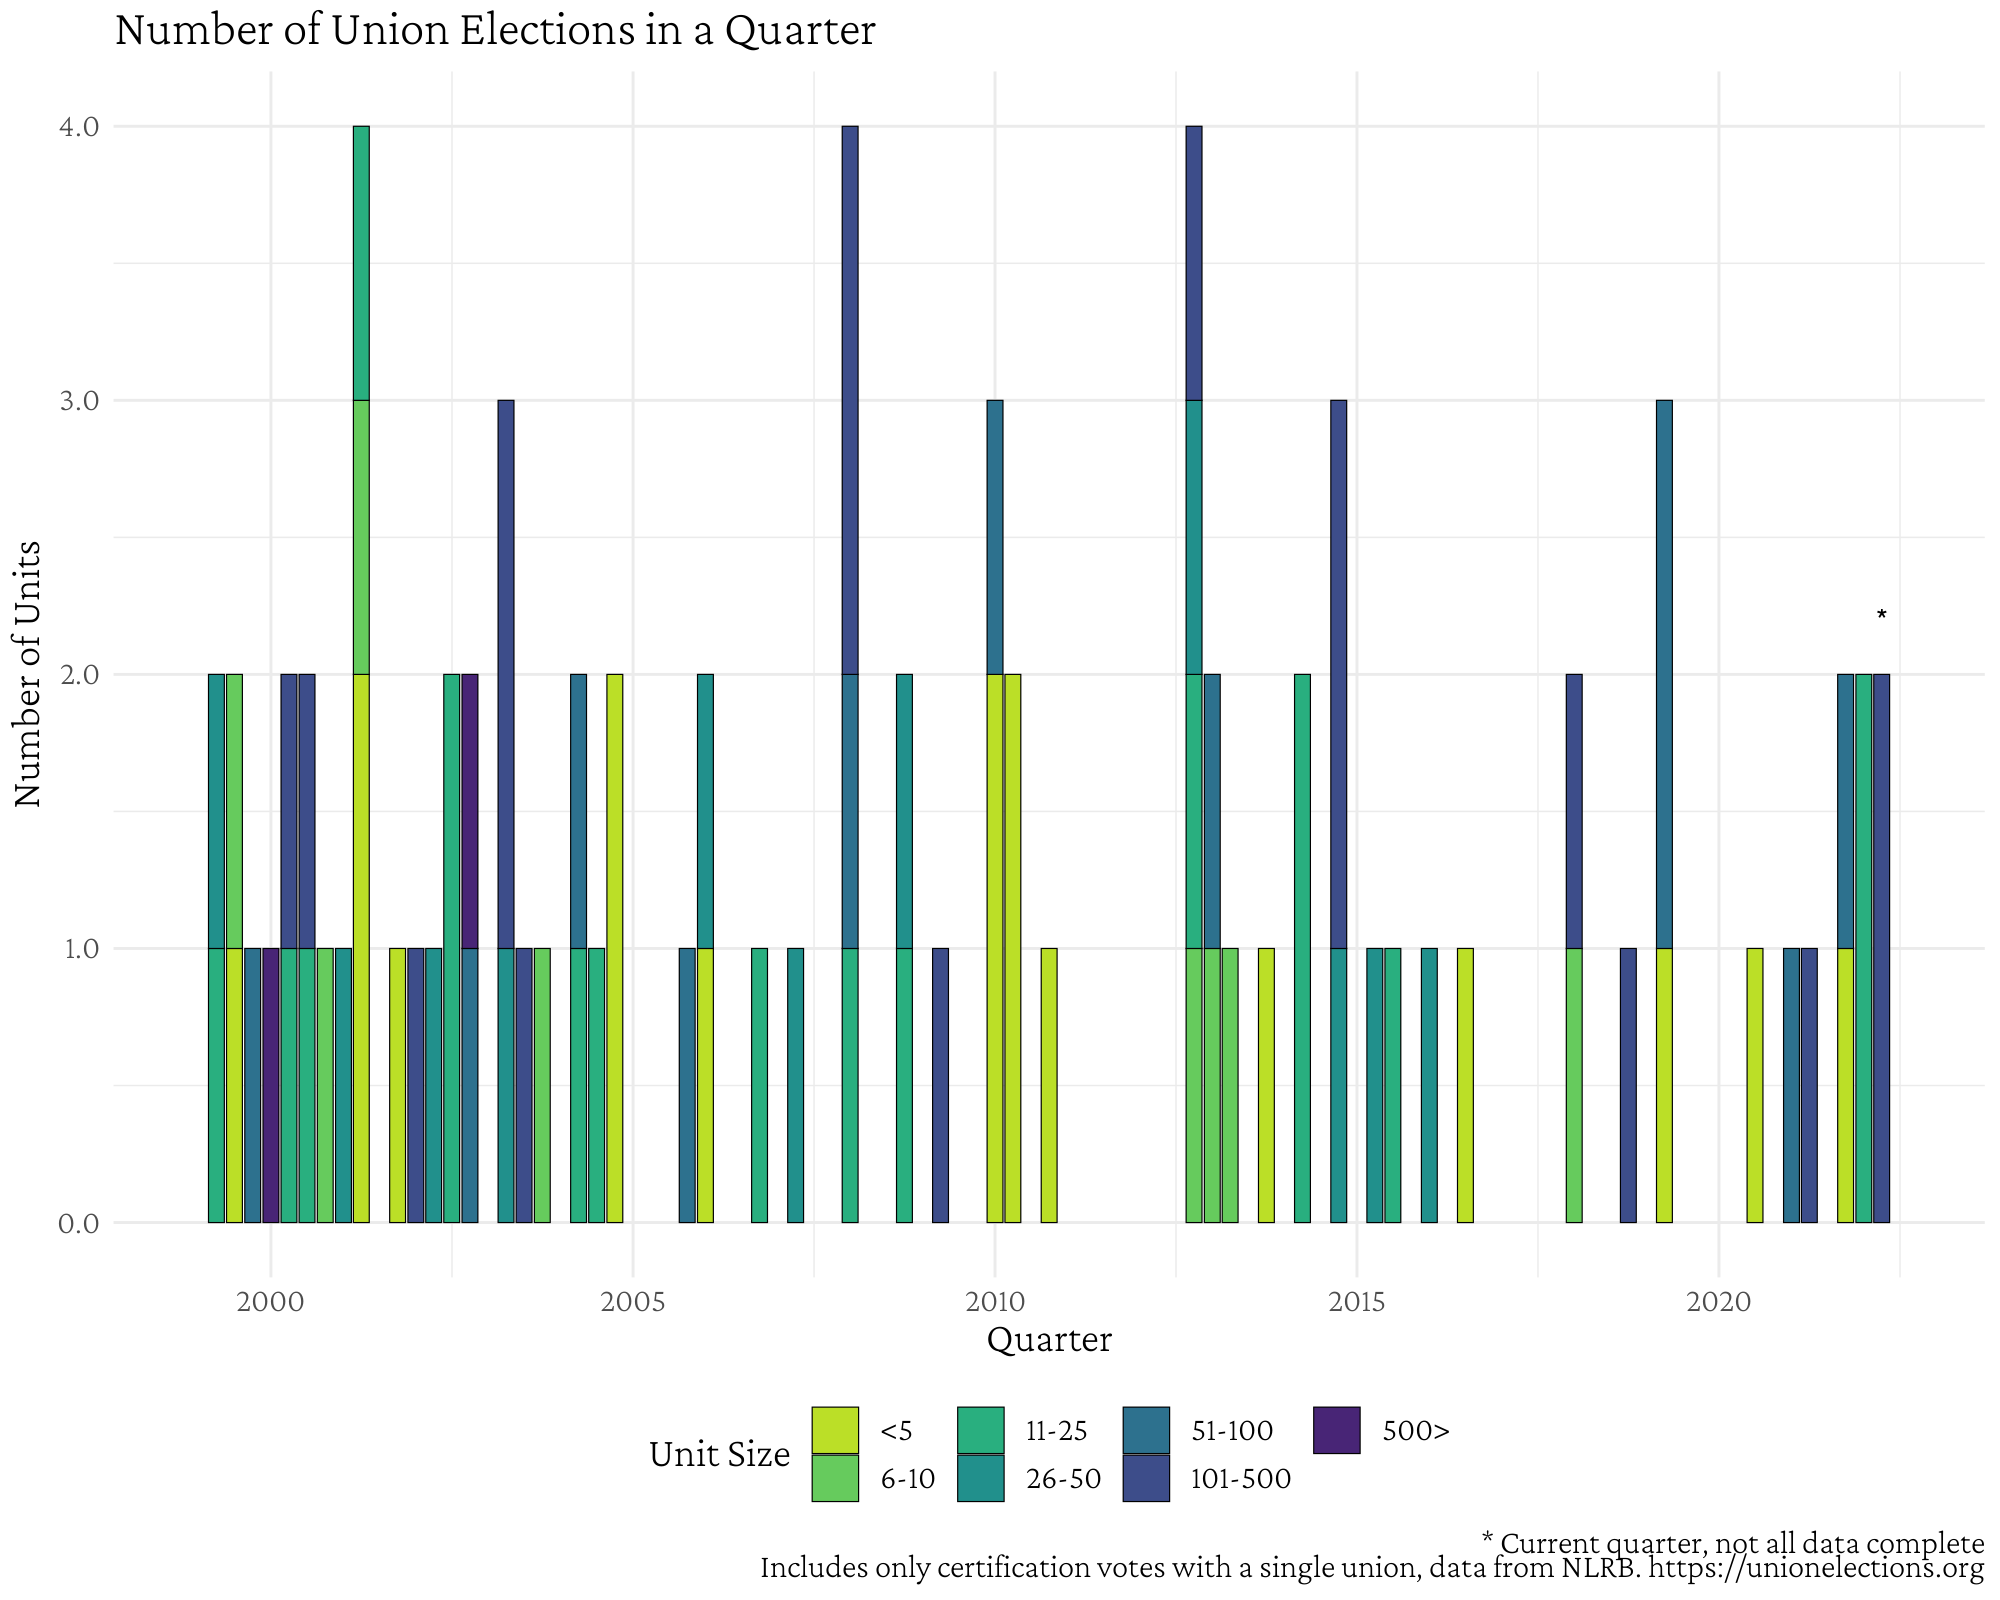 Number of Union Elections in a Quarter
Number of Units
4.0
3.0
2.0
1.0
0.0
*
2000 2005 2010 2015 2020
Quarter
Unit Size
<5 11-25 51-100 500>
6-10 26-50 101-500
* Current quarter, not all data complete
Includes only certification votes with a single union, data from NLRB. https://unionelections.org